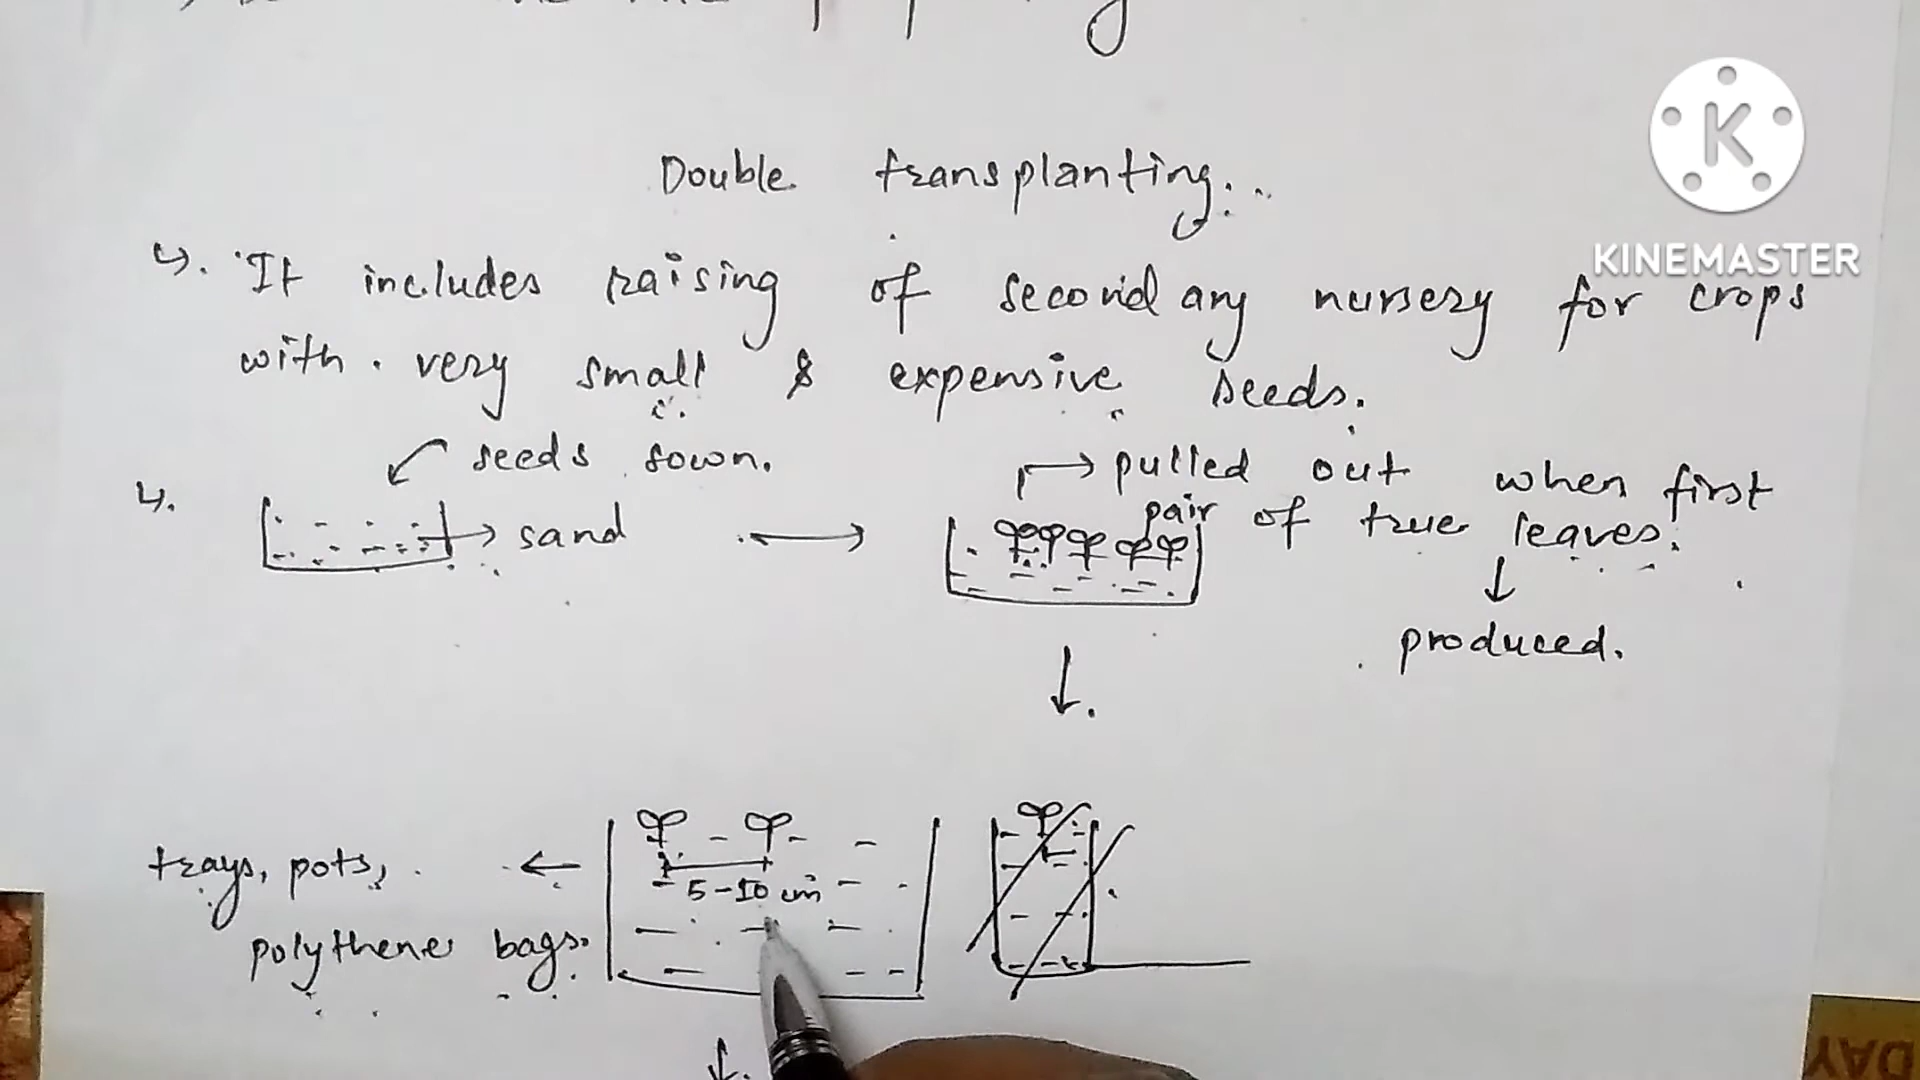 Double transplanting...
K
KINEMASTER
↳. It includes raising of secondary nursery for crops
with very small & expensive seeds.
seeds sown.
↳.
sand
pulled out when first
pair of true leaves.
produced.
trays, pots,
polythene bags.
5-10 cm
DAY